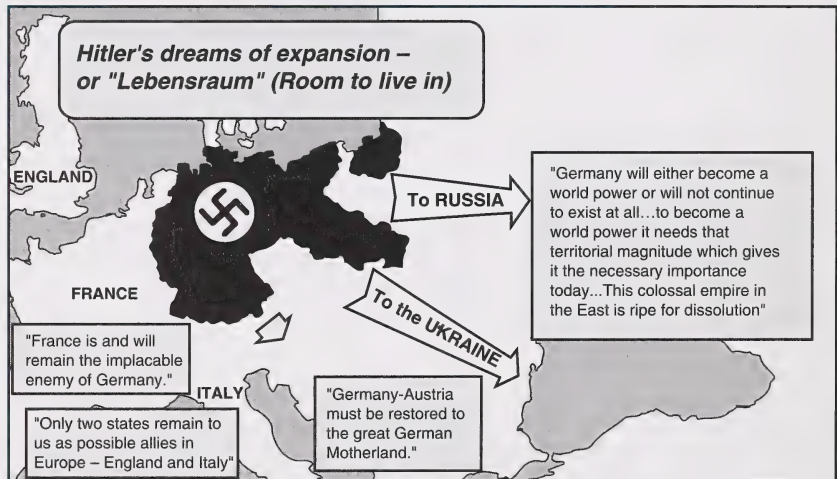 Hitler's dreams of expansion –
or "Lebensraum" (Room to live in)
ENGLAND
To RUSSIA
"Germany will either become a
world power or will not continue
to exist at all...to become a
world power it needs that
territorial magnitude which gives
it the necessary importance
today...This colossal empire in
the East is ripe for dissolution"
FRANCE
To the UKRAINE
"France is and will
remain the implacable
enemy of Germany."
ITALY
"Only two states remain to
us as possible allies in
Europe – England and Italy"
"Germany-Austria
must be restored to
the great German
Motherland."